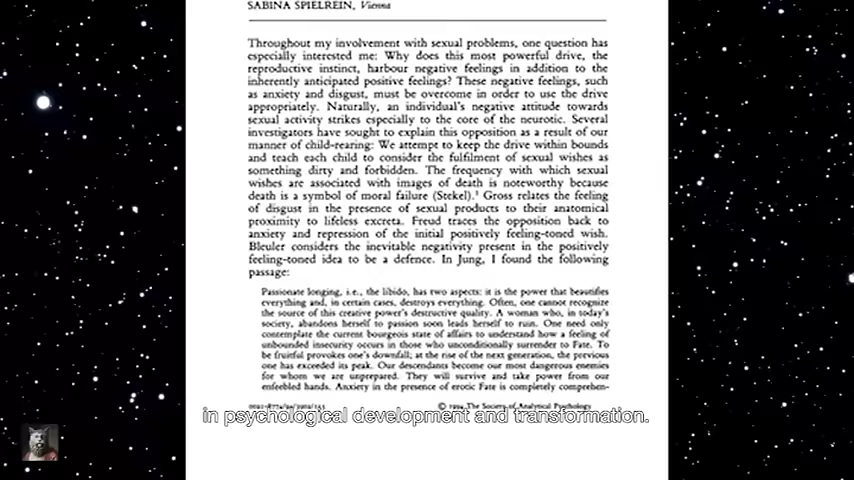 SABINA SPIELREIN, Vienna
Throughout my involvement with sexual problems, one question has
especially interested me: Why does this most powerful drive, the
reproductive instinct, harbour negative feelings in addition to the
inherently anticipated positive feelings? These negative feelings, such
as anxiety and disgust, must be overcome in order to use the drive
appropriately. Naturally, an individual's negative attitude towards
sexual activity strikes especially to the core of the neurotic. Several
investigators have sought to explain this opposition as a result of our
manner of child-rearing: We attempt to keep the drive within bounds
and teach each child to consider the fulfilment of sexual wishes as
something dirty and forbidden. The frequency with which sexual
wishes are associated with images of death is noteworthy because
death is a symbol of moral failure (Stekel).¹ Gross relates the feeling
of disgust in the presence of sexual products to their anatomical
proximity to lifeless excreta. Freud traces the opposition back to
anxiety and repression of the initial positively feeling-toned wish.
Bleuler considers the inevitable negativity present in the positively
feeling-toned idea to be a defence. In Jung, I found the following
passage:
Passionate longing, i.e., the libido, has two aspects: it is the power that beautifies
everything and, in certain cases, destroys everything. Often, one cannot recognize
the source of this creative power's destructive quality. A woman who, in today's
society, abandons herself to passion soon leads herself to ruin. One need only
contemplate the current bourgeois state of affairs to understand how a feeling of
unbounded insecurity occurs in those who unconditionally surrender to Fate. To
be fruitful provokes one's downfall; at the rise of the next generation, the previous
one has exceeded its peak. Our descendants become our most dangerous enemies
for whom we are unprepared. They will survive and take power from our
enfeebled hands. Anxiety in the presence of erotic Fate is completely comprehen-
© 1994 The Society of Analytical Psychology
in psychological development and transformation.